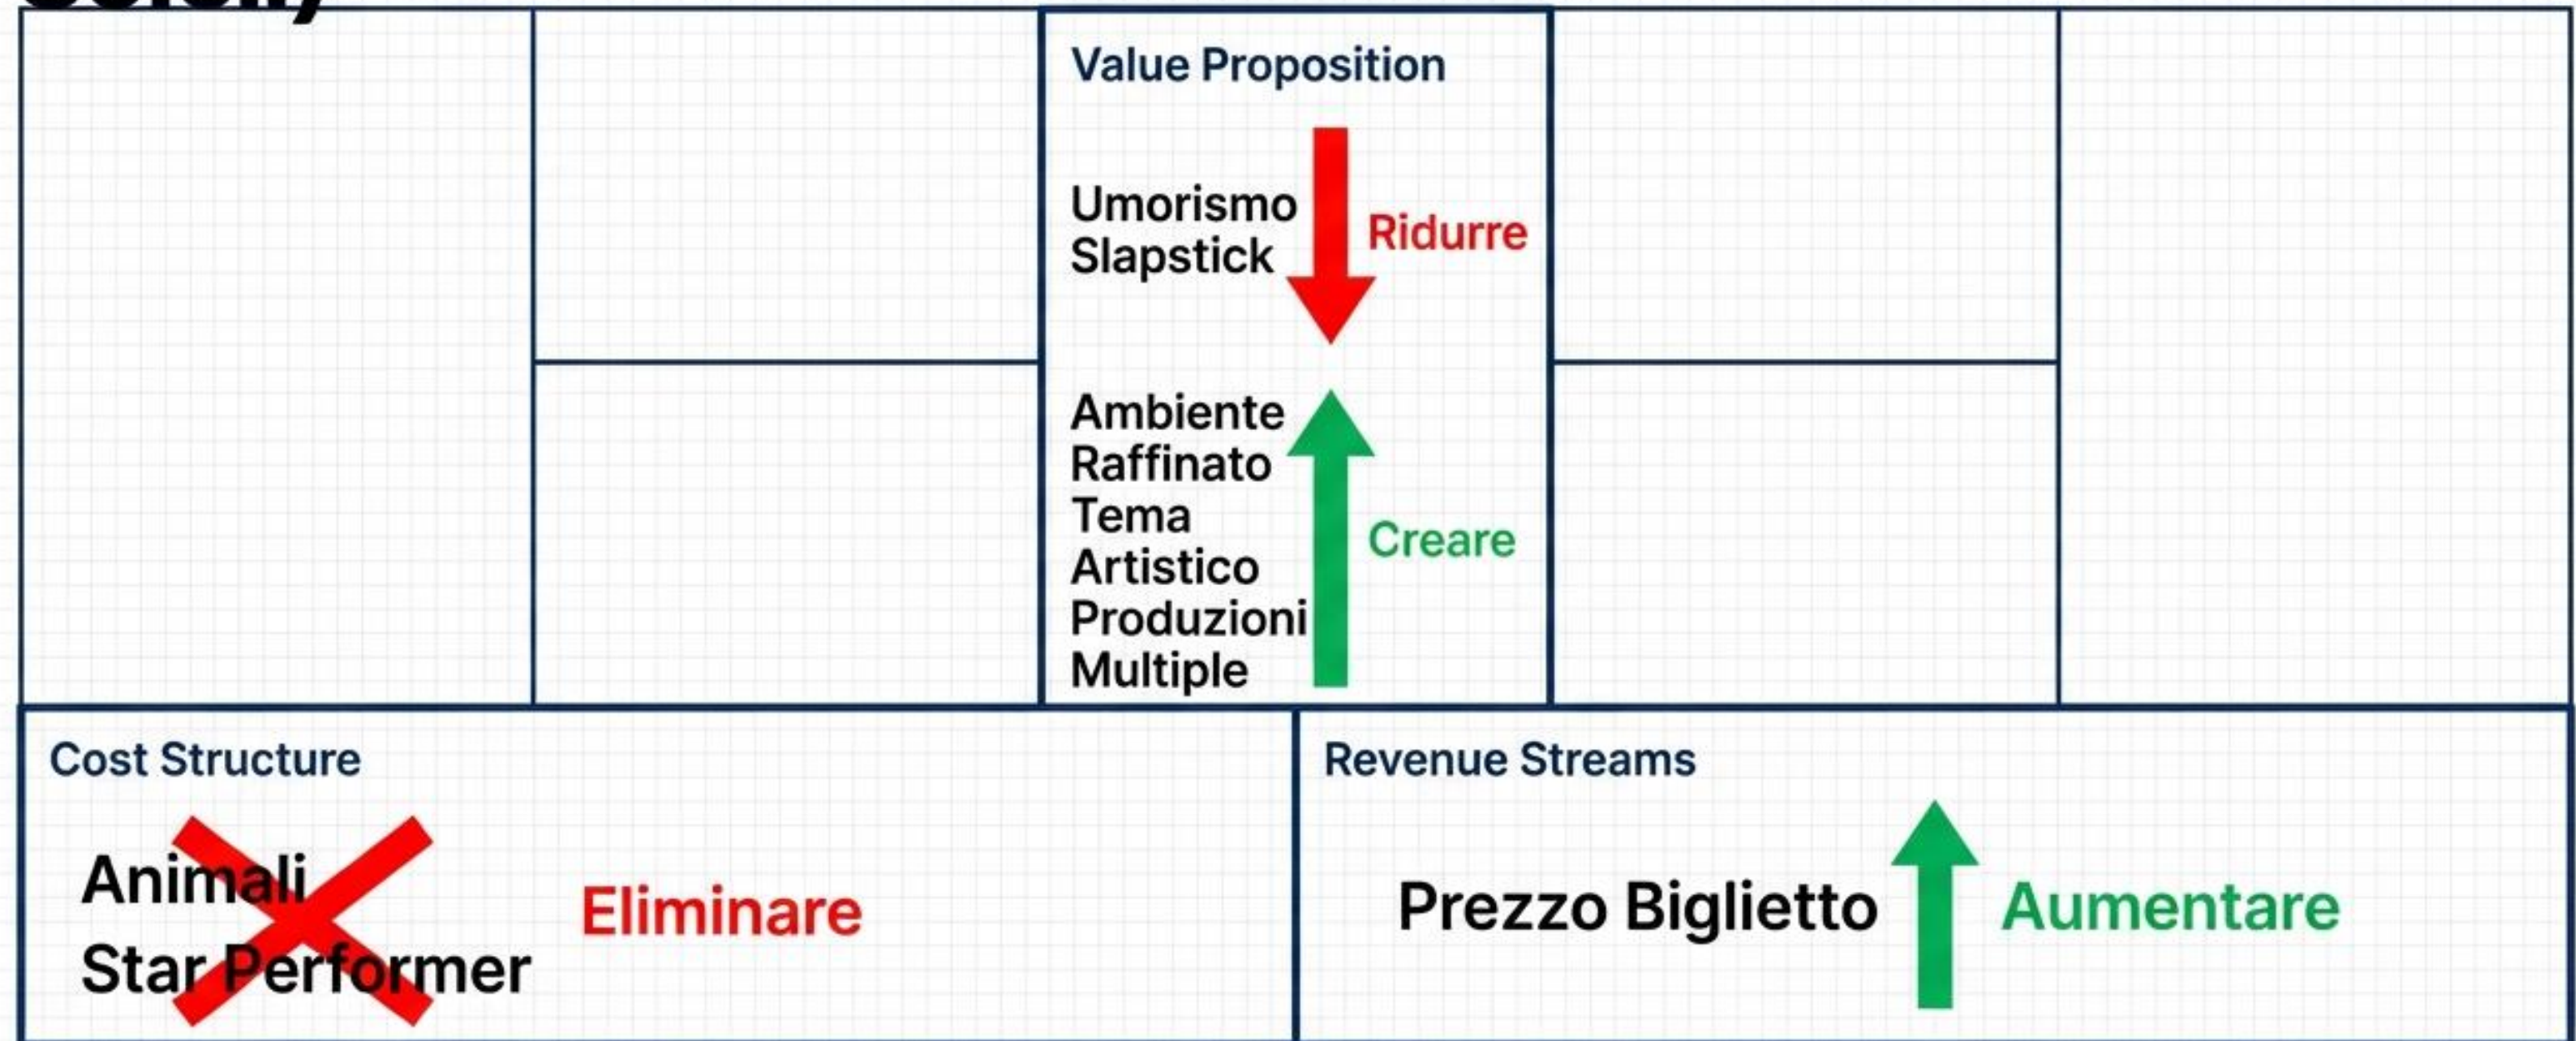 Value Proposition
Umorismo
Slapstick
Ridurre
Ambiente
Raffinato
Tema
Artistico
Produzioni
Multiple
Creare
Cost Structure
Animali
Star Performer
Eliminare
Revenue Streams
Prezzo Biglietto
Aumentare